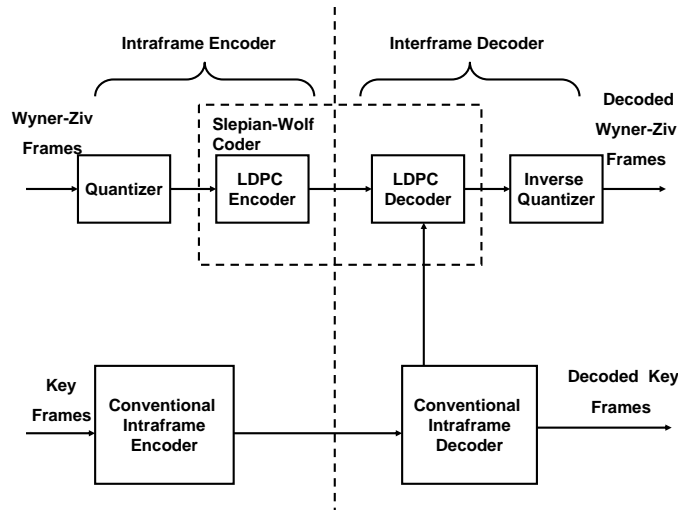 Intraframe Encoder
Interframe Decoder
Wyner-Ziv
Frames
Slepian-Wolf
Coder
Decoded
Wyner-Ziv
Frames
Quantizer
LDPC
Encoder
LDPC
Decoder
Inverse
Quantizer
Key
Frames
Conventional
Intraframe
Encoder
Conventional
Intraframe
Decoder
Decoded Key
Frames